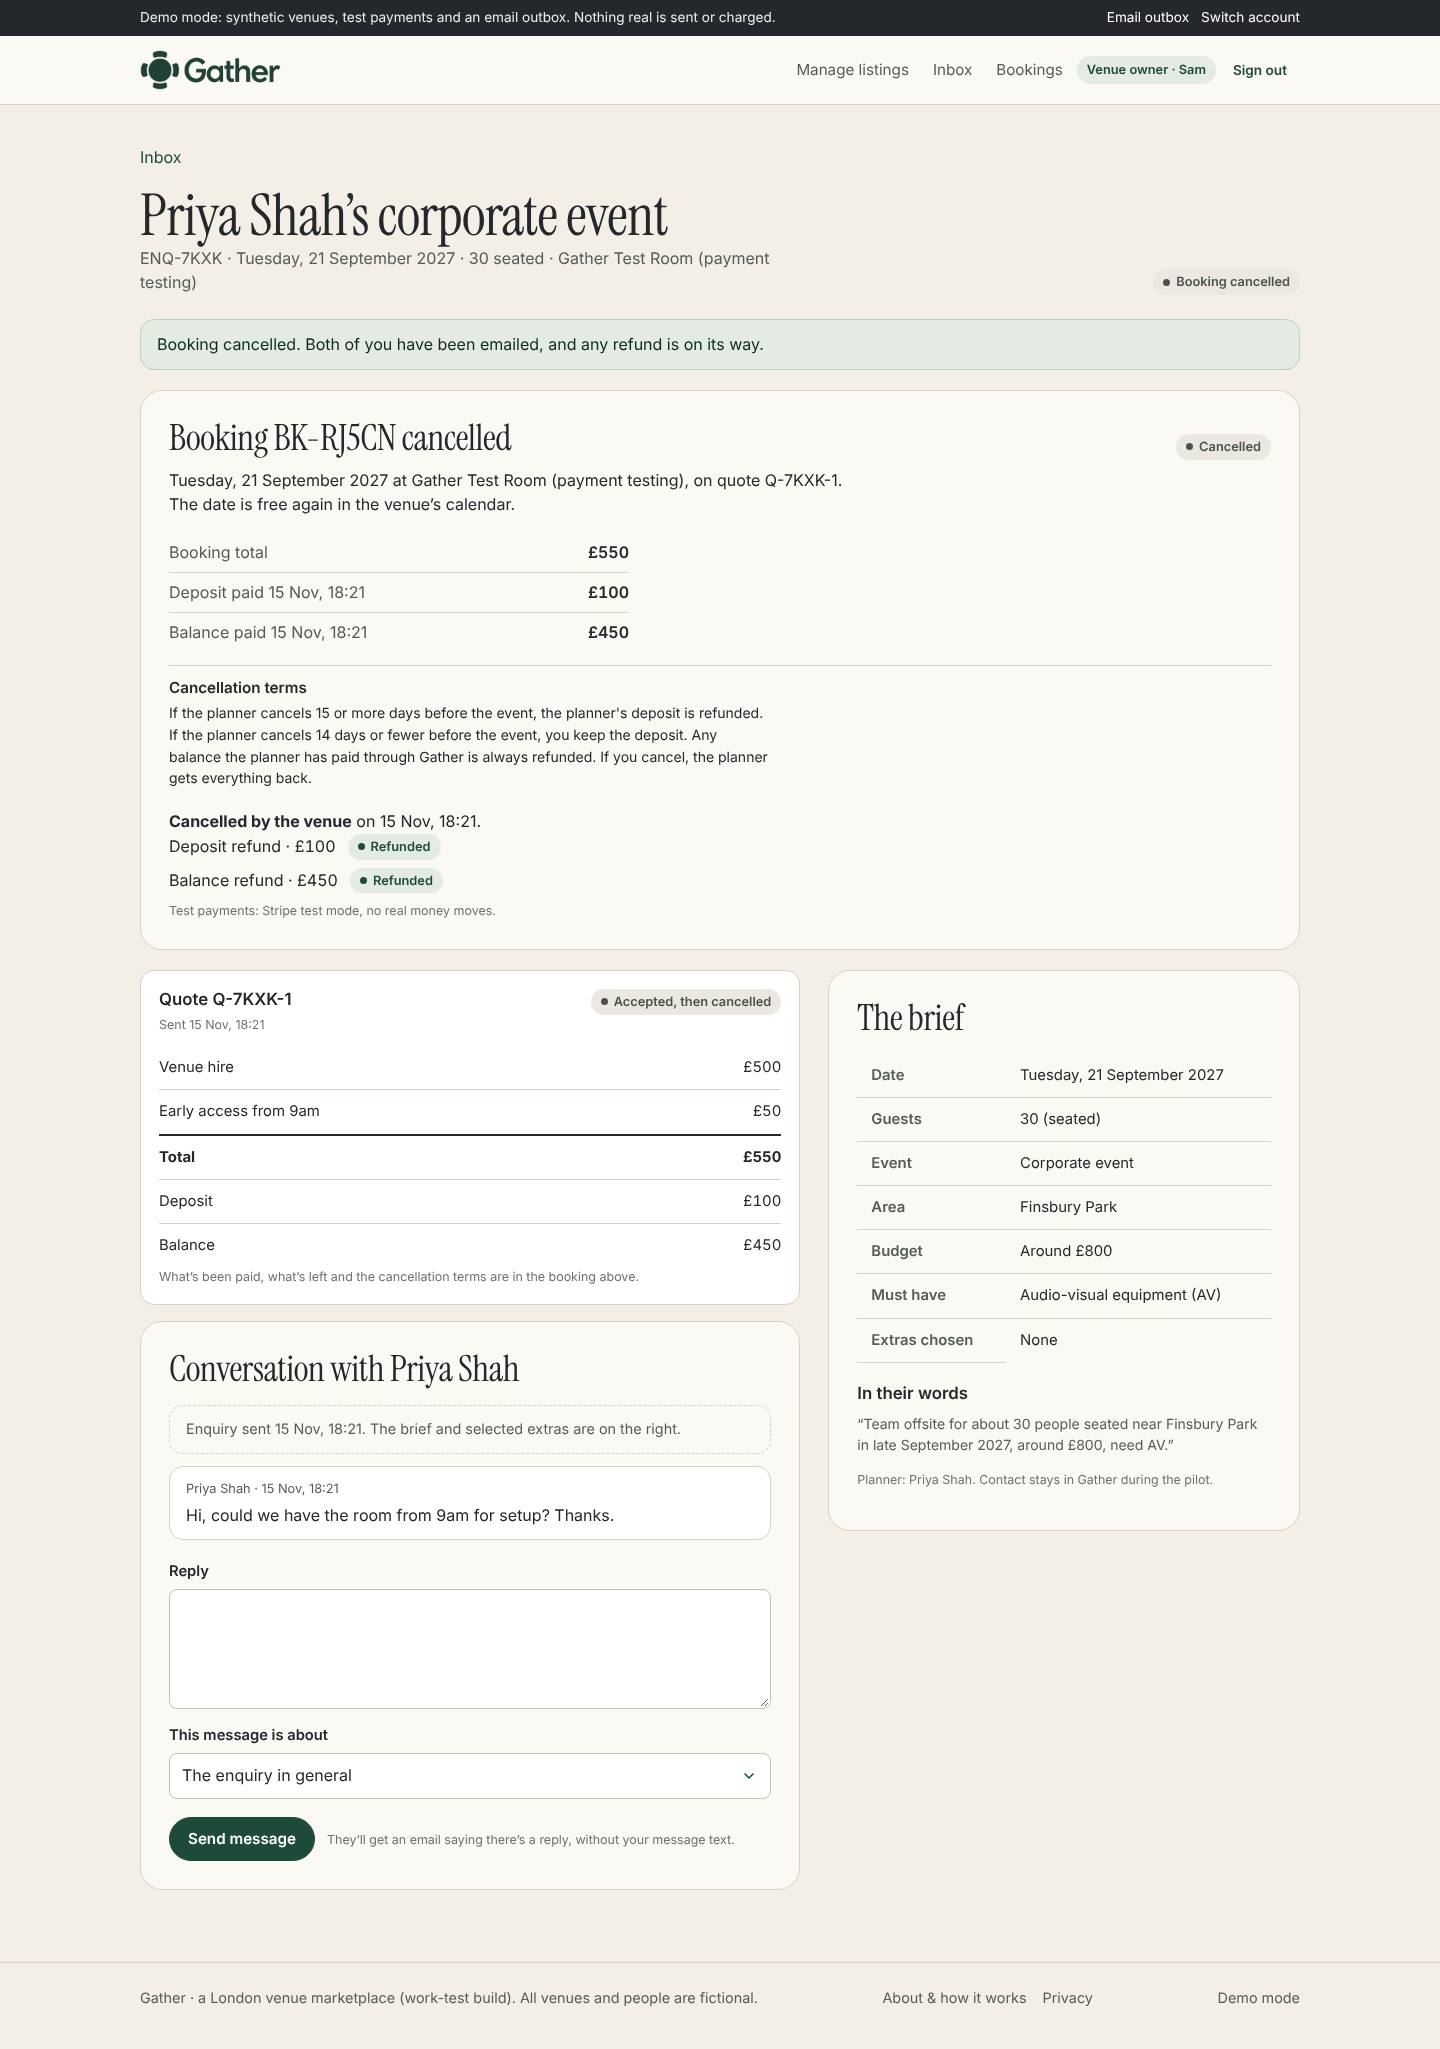 Demo mode: synthetic venues, test payments and an email outbox. Nothing real is sent or charged.
Email outbox Switch account
Gather
Manage listings Inbox Bookings Venue owner · Sam Sign out
Inbox
Priya Shah’s corporate event
ENQ-7KXK · Tuesday, 21 September 2027 · 30 seated · Gather Test Room (payment
testing)
Booking cancelled
Booking cancelled. Both of you have been emailed, and any refund is on its way.
Booking BK-RJ5CN cancelled
Cancelled
Tuesday, 21 September 2027 at Gather Test Room (payment testing), on quote Q-7KXK-1.
The date is free again in the venue’s calendar.
Booking total £550
Deposit paid 15 Nov, 18:21 £100
Balance paid 15 Nov, 18:21 £450
Cancellation terms
If the planner cancels 15 or more days before the event, the planner's deposit is refunded.
If the planner cancels 14 days or fewer before the event, you keep the deposit. Any
balance the planner has paid through Gather is always refunded. If you cancel, the planner
gets everything back.
Cancelled by the venue on 15 Nov, 18:21.
Deposit refund · £100 Refunded
Balance refund · £450 Refunded
Test payments: Stripe test mode, no real money moves.
Quote Q-7KXK-1
Accepted, then cancelled
Sent 15 Nov, 18:21
Venue hire £500
Early access from 9am £50
Total £550
Deposit £100
Balance £450
What’s been paid, what’s left and the cancellation terms are in the booking above.
Conversation with Priya Shah
Enquiry sent 15 Nov, 18:21. The brief and selected extras are on the right.
Priya Shah · 15 Nov, 18:21
Hi, could we have the room from 9am for setup? Thanks.
Reply
This message is about
The enquiry in general
Send message
They’ll get an email saying there’s a reply, without your message text.
The brief
Date Tuesday, 21 September 2027
Guests 30 (seated)
Event Corporate event
Area Finsbury Park
Budget Around £800
Must have Audio-visual equipment (AV)
Extras chosen None
In their words
“Team offsite for about 30 people seated near Finsbury Park
in late September 2027, around £800, need AV.”
Planner: Priya Shah. Contact stays in Gather during the pilot.
Gather · a London venue marketplace (work-test build). All venues and people are fictional.
About & how it works Privacy
Demo mode